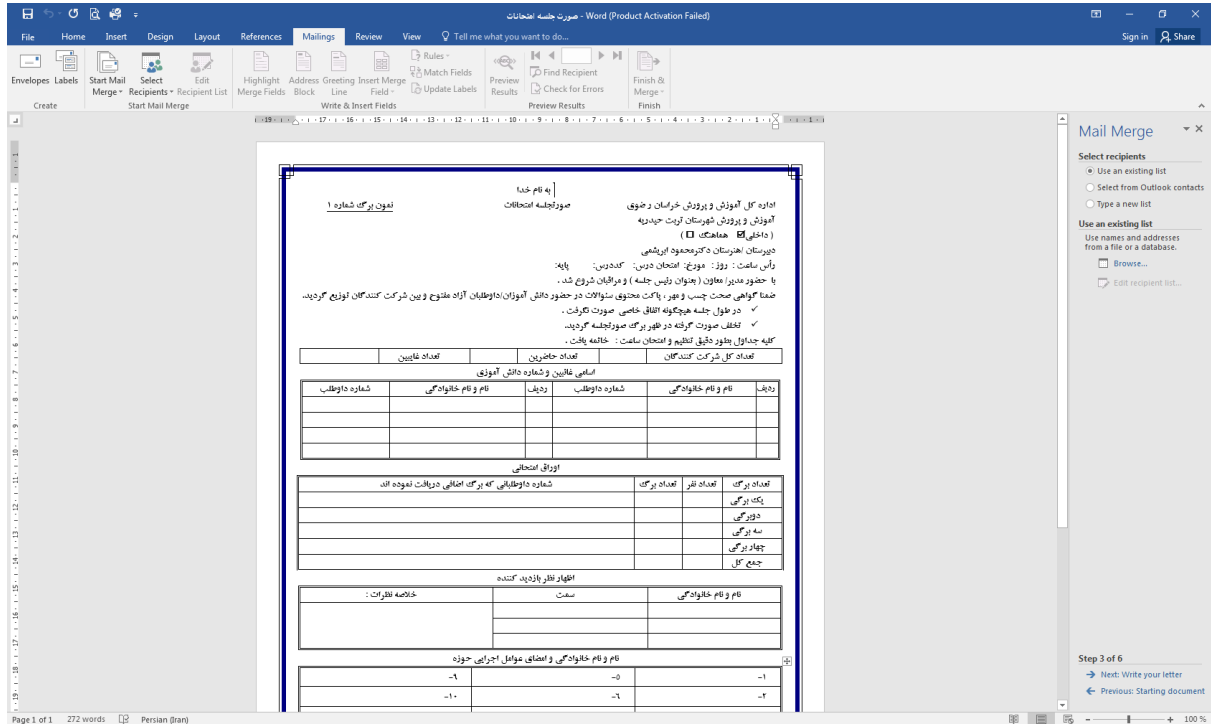 صورت جلسه امتحانات - Word (Product Activation Failed)
File Home Insert Design Layout References Mailings Review View Tell me what you want to do... Sign in Share
Envelopes Labels
Create
Start Mail Merge Select Recipients Edit Recipient List
Start Mail Merge
Highlight Merge Fields Address Block Greeting Line Insert Merge Field
Rules
Match Fields
Update Labels
Write & Insert Fields
Preview Results
Find Recipient
Check for Errors
Preview Results
Finish & Merge
Finish
به نام خدا
اداره کل آموزش و پرورش خراسان رضوی صورتجلسه امتحانات نمون برگ شماره ۱
آموزش و پرورش شهرستان تربت حیدریه
( داخلی☑ هماهنگ ☐ )
دبیرستان /هنرستان دکترمحمود ابریشمی
رأس ساعت : روز : مورخ: امتحان درس: کددرس: پایه:
با حضور مدیر/ معاون ( بعنوان رئیس جلسه ) و مراقبان شروع شد .
ضمنا گواهی صحت چسب و مهر ، پاکت محتوی سئوالات در حضور دانش آموزان/داوطلبان آزاد مفتوح و بین شرکت کنندگان توزیع گردید.
✓ در طول جلسه هیچگونه اتفاق خاصی صورت نگرفت .
✓ تخلف صورت گرفته در ظهر برگ صورتجلسه گردید.
کلیه جداول بطور دقیق تنظیم و امتحان ساعت : خاتمه یافت .
تعداد کل شرکت کنندگان تعداد حاضرین تعداد غایبین
اسامی غائبین و شماره دانش آموزی
ردیف نام و نام خانوادگی شماره داوطلب ردیف نام و نام خانوادگی شماره داوطلب
اوراق امتحانی
تعداد برگ تعداد نفر تعداد برگ شماره داوطلبانی که برگ اضافی دریافت نموده اند
یک برگی
دوبرگی
سه برگی
چهار برگی
جمع کل
اظهار نظر بازدید کننده
نام و نام خانوادگی سمت خلاصه نظرات :
نام و نام خانوادگی و امضای عوامل اجرایی حوزه
۱- ۵- ۹-
۲- ۶- ۱۰-
Mail Merge
Select recipients
Use an existing list
Select from Outlook contacts
Type a new list
Use an existing list
Use names and addresses
from a file or a database.
Browse...
Edit recipient list...
Step 3 of 6
Next: Write your letter
Previous: Starting document
Page 1 of 1 272 words Persian (Iran) 100 %